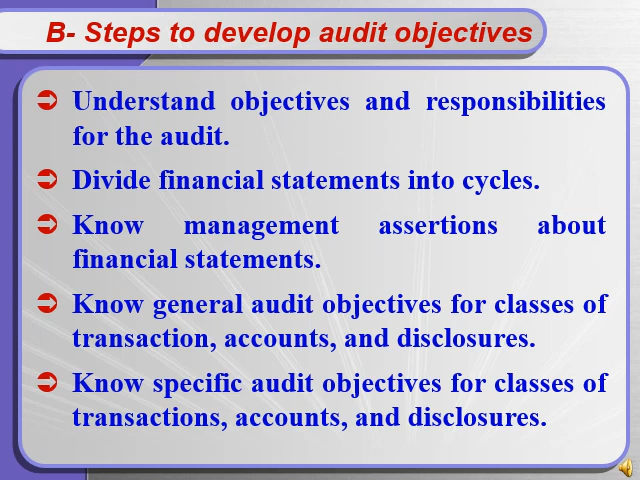 B- Steps to develop audit objectives
Understand objectives and responsibilities
for the audit.
Divide financial statements into cycles.
Know management assertions about
financial statements.
Know general audit objectives for classes of
transaction, accounts, and disclosures.
Know specific audit objectives for classes of
transactions, accounts, and disclosures.